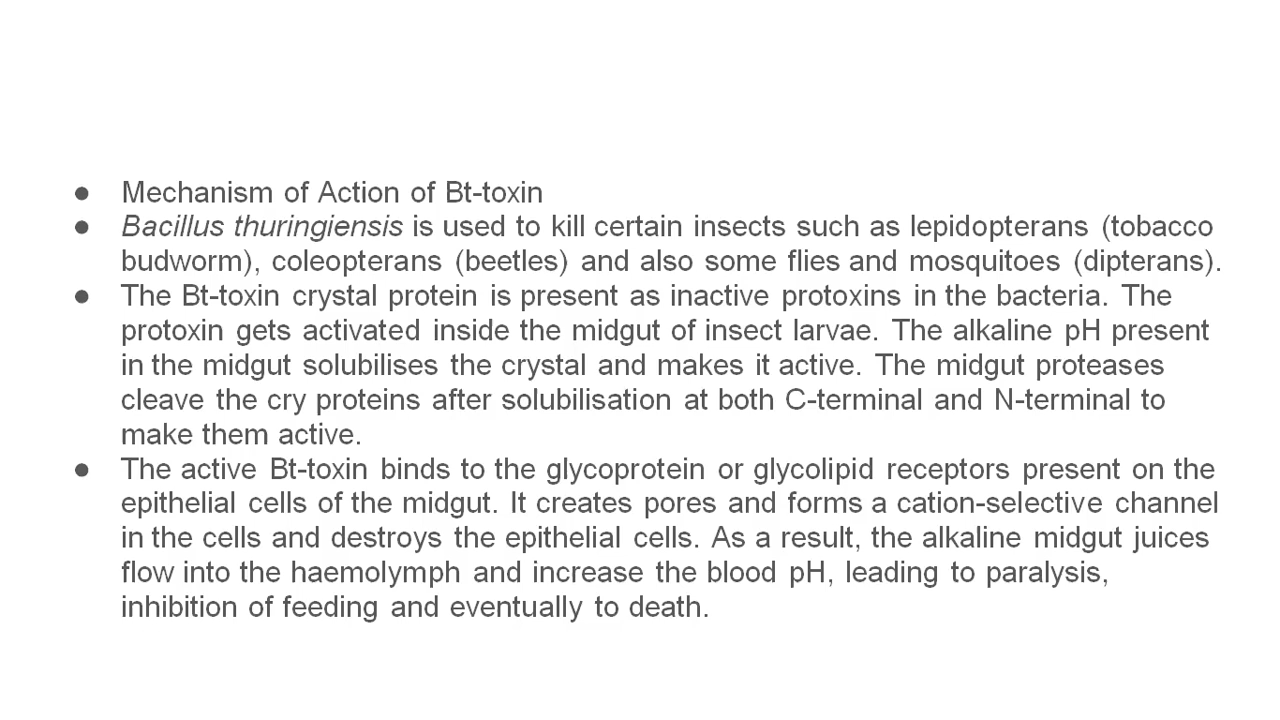 ● Mechanism of Action of Bt-toxin
● Bacillus thuringiensis is used to kill certain insects such as lepidopterans (tobacco
budworm), coleopterans (beetles) and also some flies and mosquitoes (dipterans).
● The Bt-toxin crystal protein is present as inactive protoxins in the bacteria. The
protoxin gets activated inside the midgut of insect larvae. The alkaline pH present
in the midgut solubilises the crystal and makes it active. The midgut proteases
cleave the cry proteins after solubilisation at both C-terminal and N-terminal to
make them active.
● The active Bt-toxin binds to the glycoprotein or glycolipid receptors present on the
epithelial cells of the midgut. It creates pores and forms a cation-selective channel
in the cells and destroys the epithelial cells. As a result, the alkaline midgut juices
flow into the haemolymph and increase the blood pH, leading to paralysis,
inhibition of feeding and eventually to death.